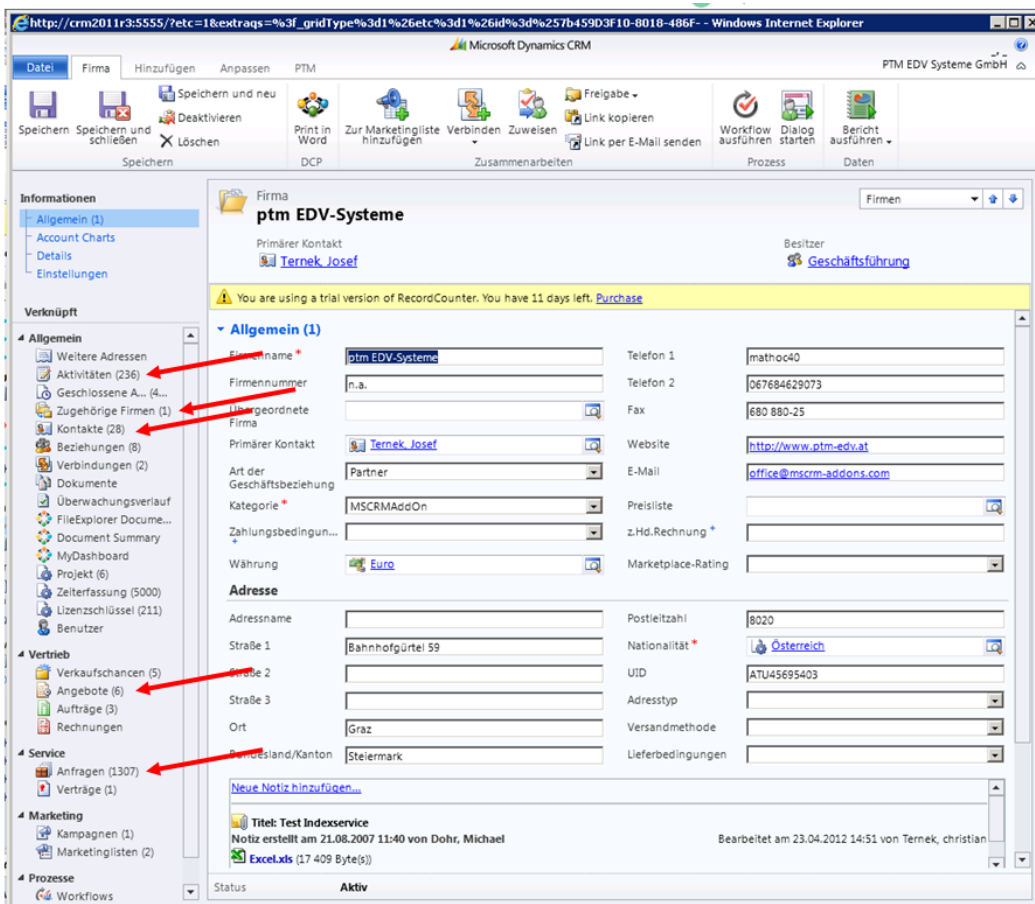 http://crm2011r3:5555/?etc=1&extraqs=%3f_gridType%3d1%26etc%3d1%26id%3d%257b459D3F10-8018-486F-- Windows Internet Explorer
Microsoft Dynamics CRM
Datei Firma Hinzufügen Anpassen PTM
PTM EDV Systeme GmbH
Speichern
Speichern und schließen
Speichern und neu
Deaktivieren
Löschen
Speichern
Print in Word
DCP
Zur Marketingliste hinzufügen
Verbinden
Zuweisen
Freigabe
Link kopieren
Link per E-Mail senden
Zusammenarbeiten
Workflow ausführen
Dialog starten
Prozess
Bericht ausführen
Daten
Informationen
Allgemein (1)
Account Charts
Details
Einstellungen
Verknüpft
Allgemein
Weitere Adressen
Aktivitäten (236)
Geschlossene A... (4...
Zugehörige Firmen (1)
Kontakte (28)
Beziehungen (8)
Verbindungen (2)
Dokumente
Überwachungsverlauf
FileExplorer Docume...
Document Summary
MyDashboard
Projekt (6)
Zeiterfassung (5000)
Lizenzschlüssel (211)
Benutzer
Vertrieb
Verkaufschancen (5)
Angebote (6)
Aufträge (3)
Rechnungen
Service
Anfragen (1307)
Verträge (1)
Marketing
Kampagnen (1)
Marketinglisten (2)
Prozesse
Workflows
Firma
ptm EDV-Systeme
Firmen
Primärer Kontakt
Ternek, Josef
Besitzer
Geschäftsführung
You are using a trial version of RecordCounter. You have 11 days left. Purchase
Allgemein (1)
Firmenname * ptm EDV-Systeme Telefon 1 mathoc40
Firmennummer n.a. Telefon 2 067684629073
Übergeordnete Firma Fax 680 880-25
Primärer Kontakt Ternek, Josef Website http://www.ptm-edv.at
Art der Geschäftsbeziehung Partner E-Mail office@mscrm-addons.com
Kategorie * MSCRMAddOn Preisliste
Zahlungsbedingun... + z.Hd.Rechnung +
Währung Euro Marketplace-Rating
Adresse
Adressname Postleitzahl 8020
Straße 1 Bahnhofgürtel 59 Nationalität * Österreich
Straße 2 UID ATU45695403
Straße 3 Adresstyp
Ort Graz Versandmethode
Bundesland/Kanton Steiermark Lieferbedingungen
Neue Notiz hinzufügen...
Titel: Test Indexservice
Notiz erstellt am 21.08.2007 11:40 von Dohr, Michael Bearbeitet am 23.04.2012 14:51 von Ternek, christian
Excel.xls (17 409 Byte(s))
Status Aktiv